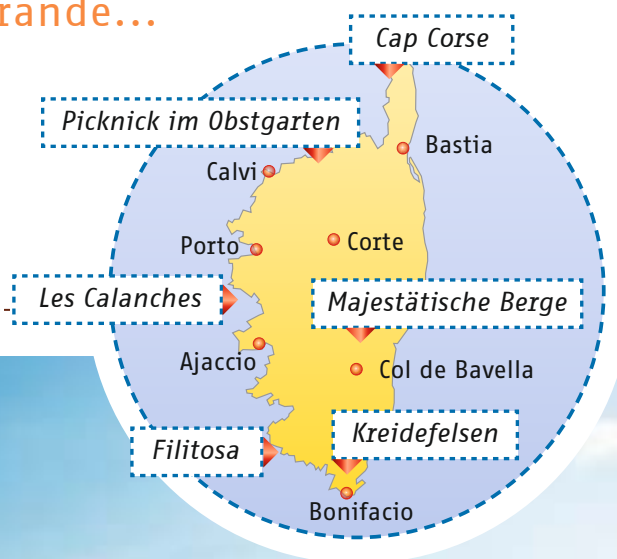 rande...
Cap Corse
Picknick im Obstgarten
Bastia
Calvi
Porto
Corte
Les Calanches
Majestätische Berge
Ajaccio
Col de Bavella
Filitosa
Kreidefelsen
Bonifacio